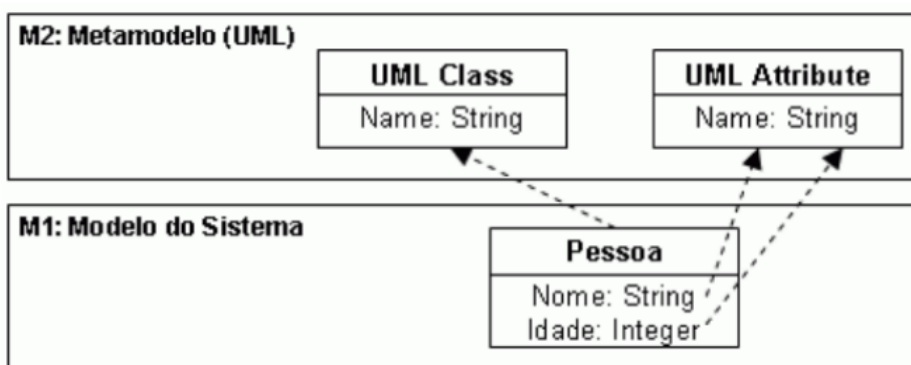 M2: Metamodelo (UML)
UML Class
Name: String
UML Attribute
Name: String
M1: Modelo do Sistema
Pessoa
Nome: String
Idade: Integer